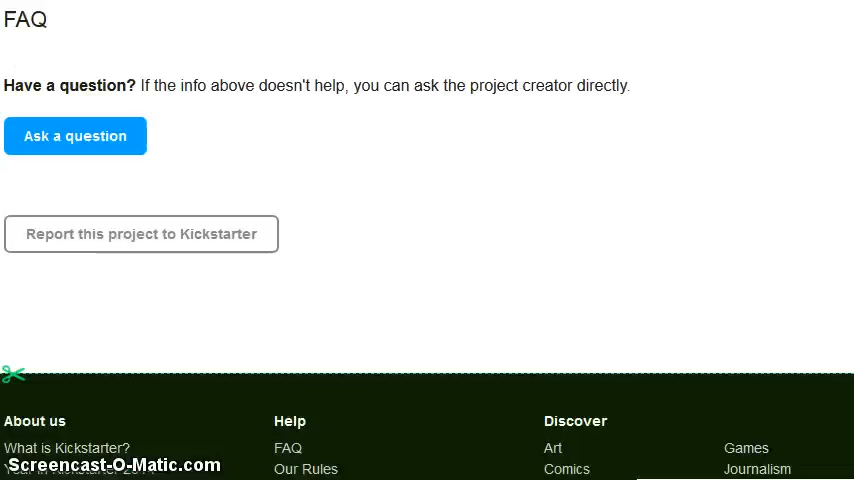 FAQ
Have a question? If the info above doesn't help, you can ask the project creator directly.
Ask a question
Report this project to Kickstarter
About us
Help
Discover
What is Kickstarter?
FAQ
Art
Games
Screencast-O-Matic.com
Our Rules
Comics
Journalism